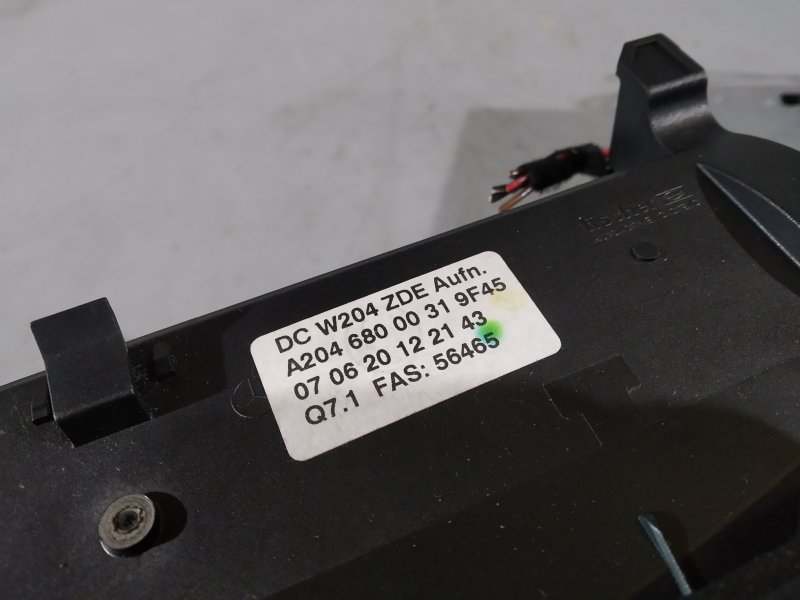 DC W204 ZDE Aufn.
A204 680 00 31 9F45
07 06 20 12 21 43
Q7.1 FAS: 56465